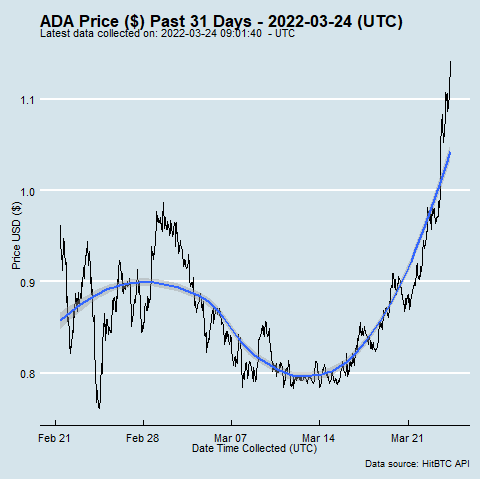 ADA Price ($) Past 31 Days - 2022-03-24 (UTC)
Latest data collected on: 2022-03-24 09:01:40 - UTC
1.1
1.0
0.9
0.8
Price USD ($)
Feb 21 Feb 28 Mar 07 Mar 14 Mar 21
Date Time Collected (UTC)
Data source: HitBTC API